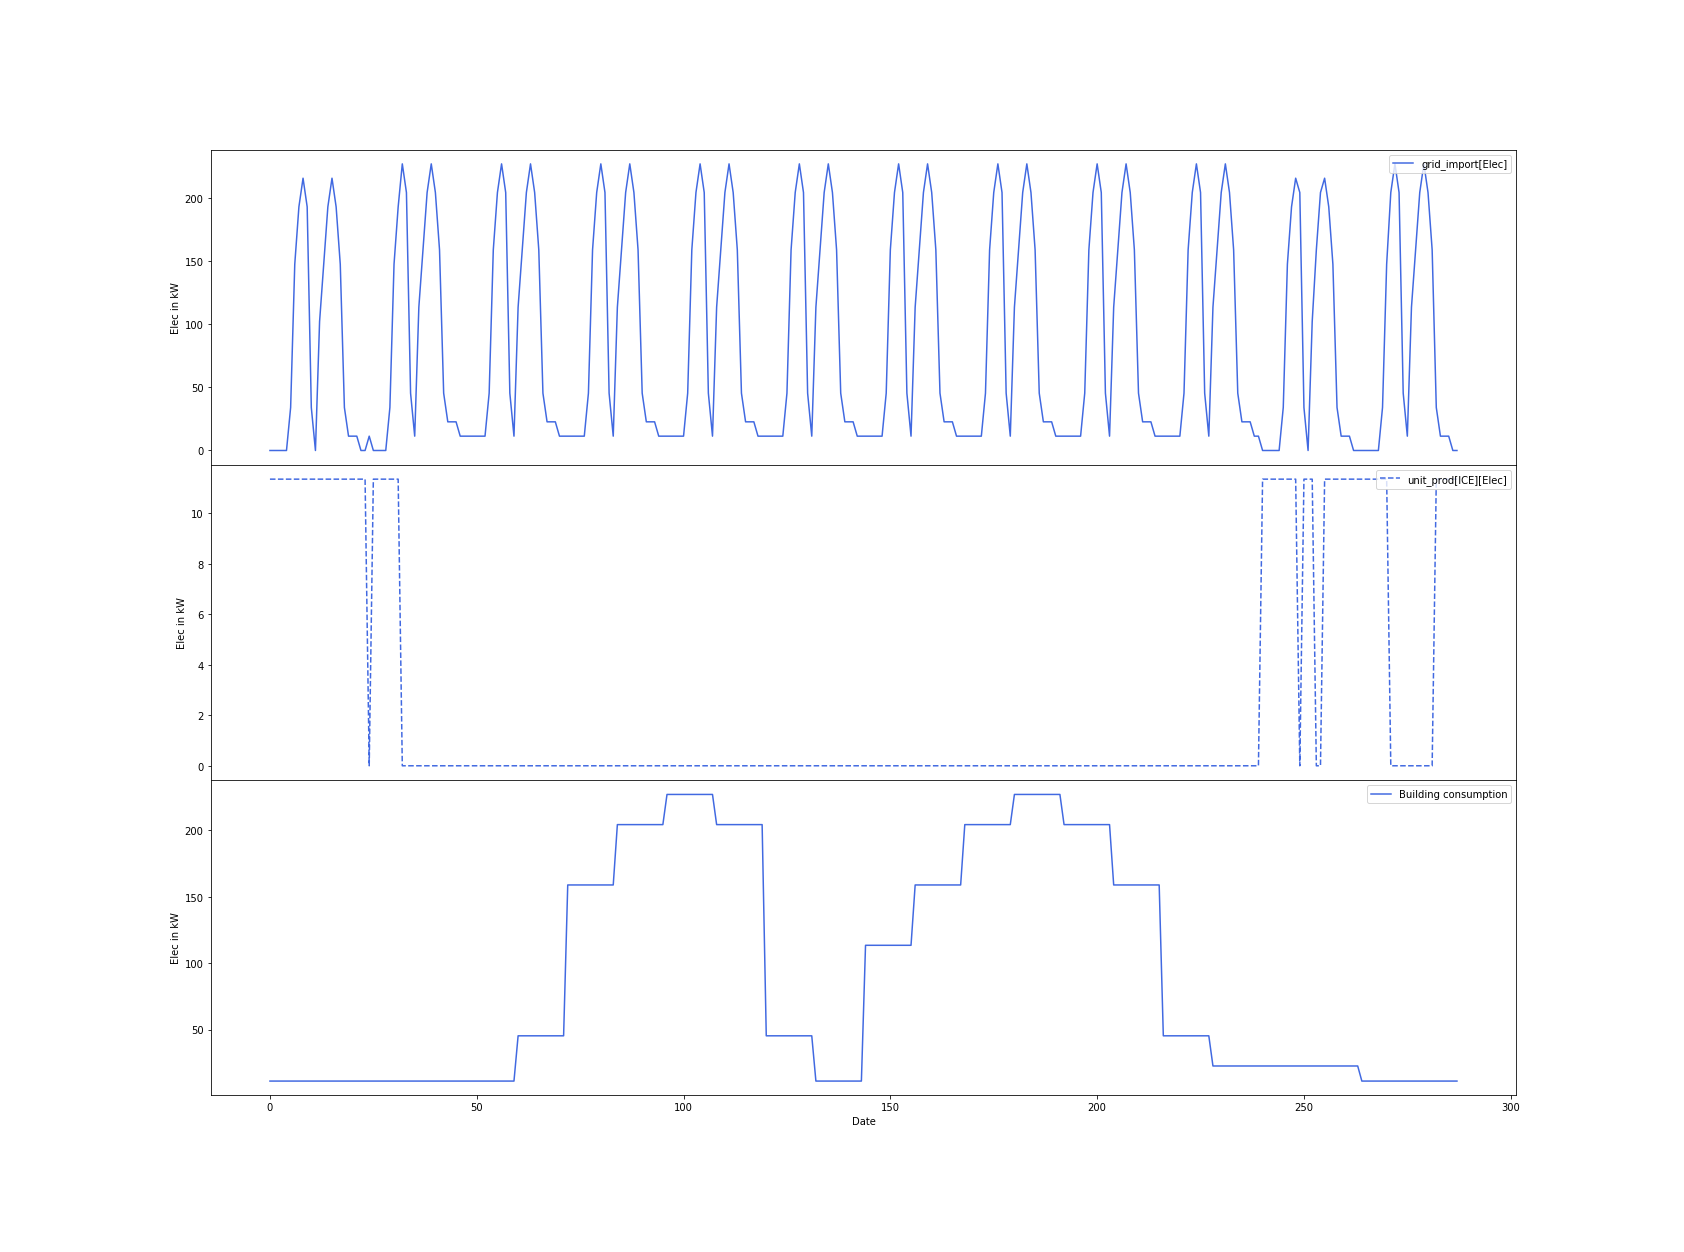 grid_import[Elec]
200
150
100
50
0
Elec in kW
unit_prod[ICE][Elec]
10
8
6
4
2
0
Elec in kW
Building consumption
200
150
100
50
Elec in kW
0 50 100 150 200 250 300
Date